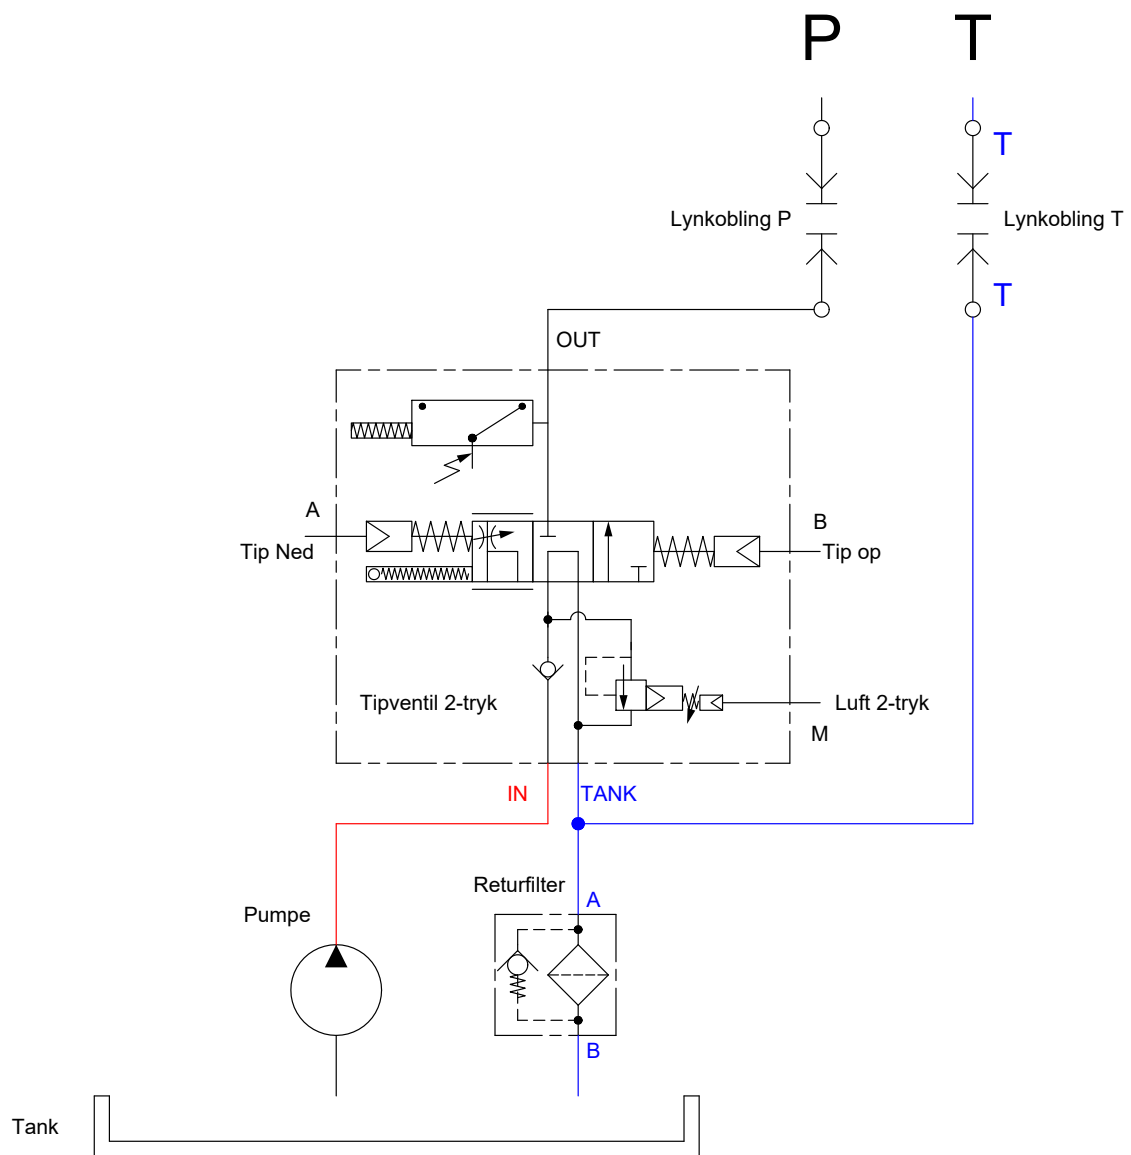 P T
T
Lynkobling P
Lynkobling T
T
OUT
A
Tip Ned
B
Tip op
Tipventil 2-tryk
Luft 2-tryk
M
IN
TANK
Returfilter
A
Pumpe
B
Tank